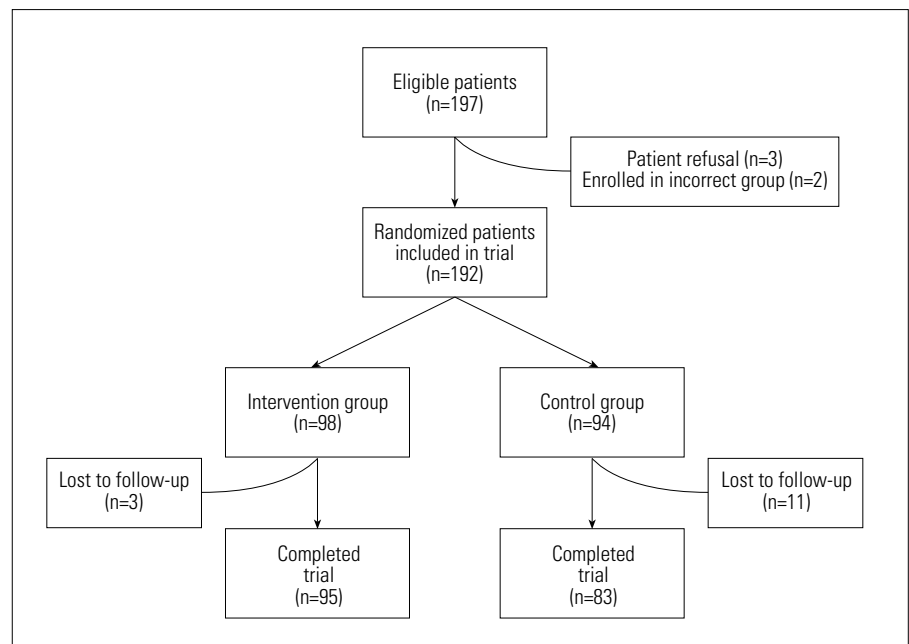 Eligible patients
(n=197)
Patient refusal (n=3)
Enrolled in incorrect group (n=2)
Randomized patients
included in trial
(n=192)
Intervention group
(n=98)
Control group
(n=94)
Lost to follow-up
(n=3)
Lost to follow-up
(n=11)
Completed
trial
(n=95)
Completed
trial
(n=83)